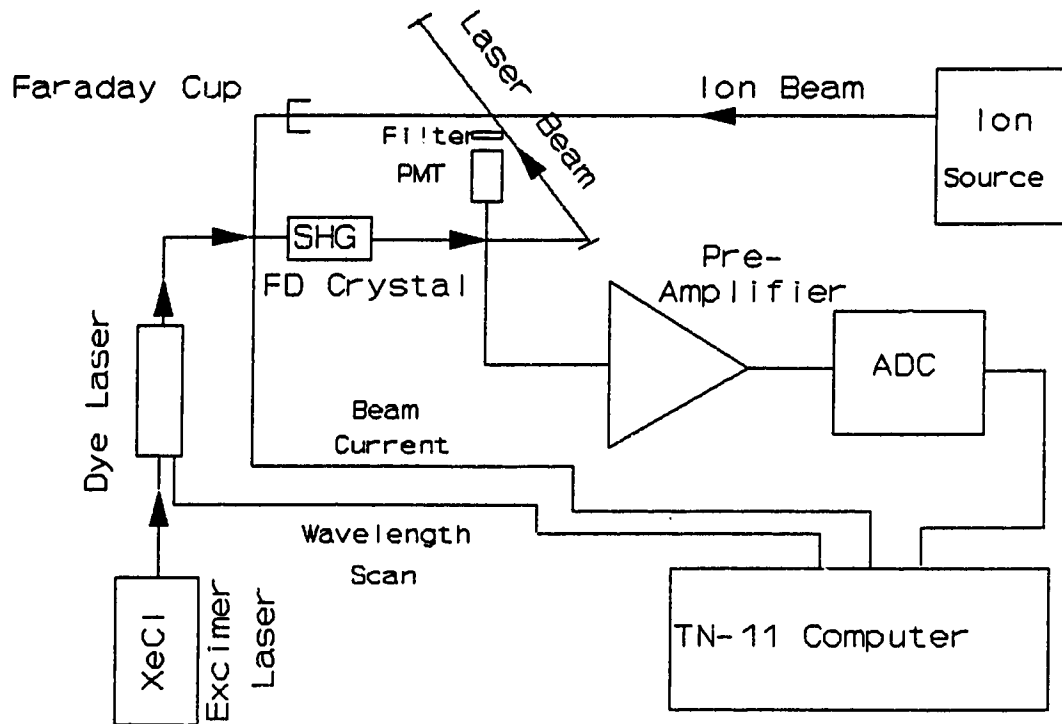 Laser Beam
Faraday Cup
Ion Beam
Ion
Source
Filter
PMT
SHG
FD Crystal
Pre-
Amplifier
ADC
Dye Laser
Beam
Current
Wavelength
Scan
XeCl
Excimer
Laser
TN-11 Computer